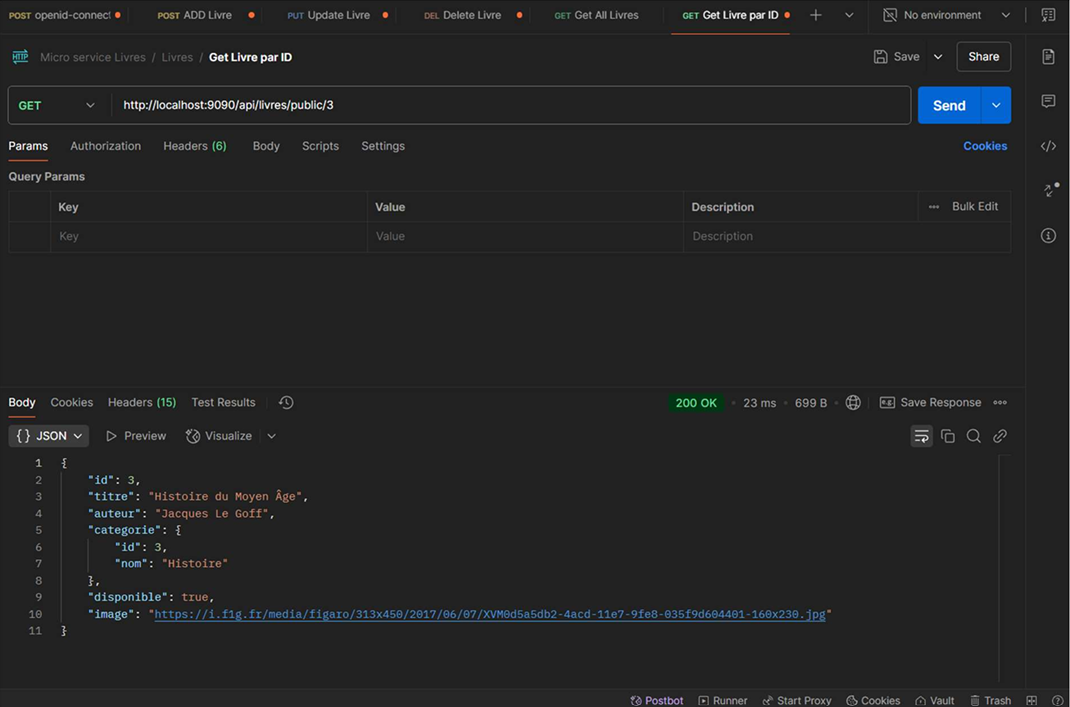 POST openid-connect POST ADD Livre PUT Update Livre DEL Delete Livre GET Get All Livres GET Get Livre par ID No environment
HTTP Micro service Livres / Livres / Get Livre par ID Save Share
GET http://localhost:9090/api/livres/public/3 Send
Params Authorization Headers (6) Body Scripts Settings Cookies
Query Params
Key Value Description ••• Bulk Edit
Key Value Description
Body Cookies Headers (15) Test Results 200 OK • 23 ms • 699 B • e.g. Save Response •••
{} JSON Preview Visualize
1 {
2 "id": 3,
3 "titre": "Histoire du Moyen Âge",
4 "auteur": "Jacques Le Goff",
5 "categorie": {
6 "id": 3,
7 "nom": "Histoire"
8 },
9 "disponible": true,
10 "image": "https://i.f1g.fr/media/figaro/313x450/2017/06/07/XVM0d5a5db2-4acd-11e7-9fe8-035f9d604401-160x230.jpg"
11 }
Postbot Runner Start Proxy Cookies Vault Trash